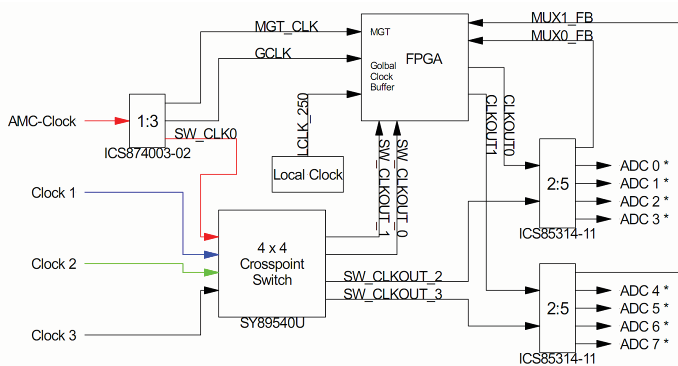 MUX1_FB
MUX0_FB
MGT_CLK
MGT
GCLK
FPGA
Golbal
Clock
Buffer
AMC-Clock
1:3
SW_CLK0
ICS874003-02
LCLK_250
Local Clock
CLKOUT1
CLKOUT0
SW_CLKOUT_1
SW_CLKOUT_0
2:5
ADC 0 *
ADC 1 *
ADC 2 *
ADC 3 *
ICS85314-11
Clock 1
Clock 2
Clock 3
4 x 4
Crosspoint
Switch
SY89540U
SW_CLKOUT_2
SW_CLKOUT_3
2:5
ADC 4 *
ADC 5 *
ADC 6 *
ADC 7 *
ICS85314-11